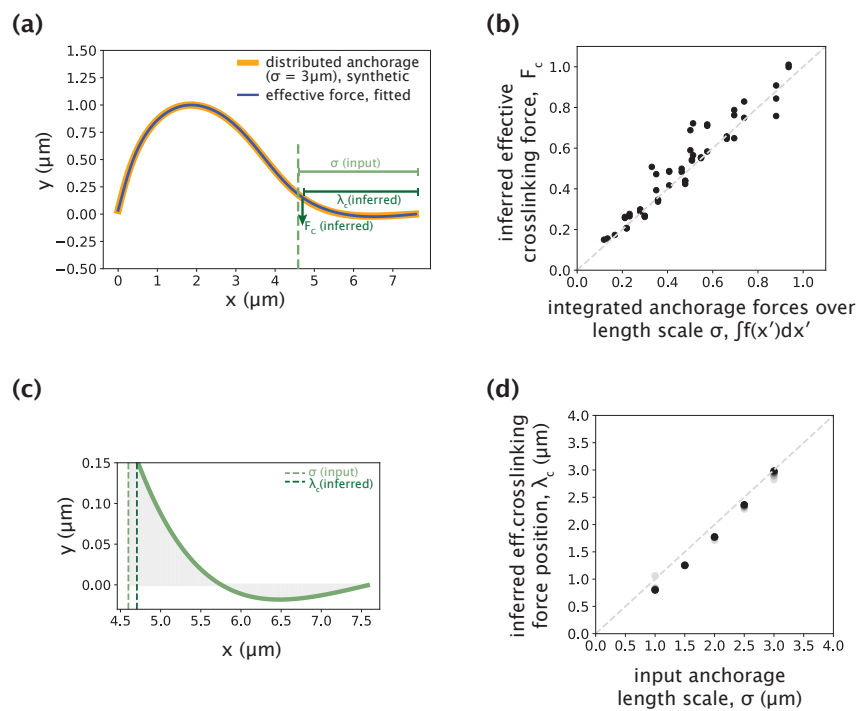 (a)
distributed anchorage
(σ = 3μm), synthetic
effective force, fitted
σ (input)
λc(inferred)
Fc (inferred)
y (μm)
1.50
1.25
1.00
0.75
0.50
0.25
0.00
−0.25
−0.50
0 1 2 3 4 5 6 7
x (μm)
(b)
inferred effective
crosslinking force, Fc
1.0
0.8
0.6
0.4
0.2
0.0
0.0 0.2 0.4 0.6 0.8 1.0
integrated anchorage forces over
length scale σ, ∫f(x′)dx′
(c)
σ (input)
λc(inferred)
y (μm)
0.15
0.10
0.05
0.00
4.5 5.0 5.5 6.0 6.5 7.0 7.5
x (μm)
(d)
inferred eff.crosslinking
force position, λc (μm)
4.0
3.5
3.0
2.5
2.0
1.5
1.0
0.5
0.0
0.0 0.5 1.0 1.5 2.0 2.5 3.0 3.5 4.0
input anchorage
length scale, σ (μm)